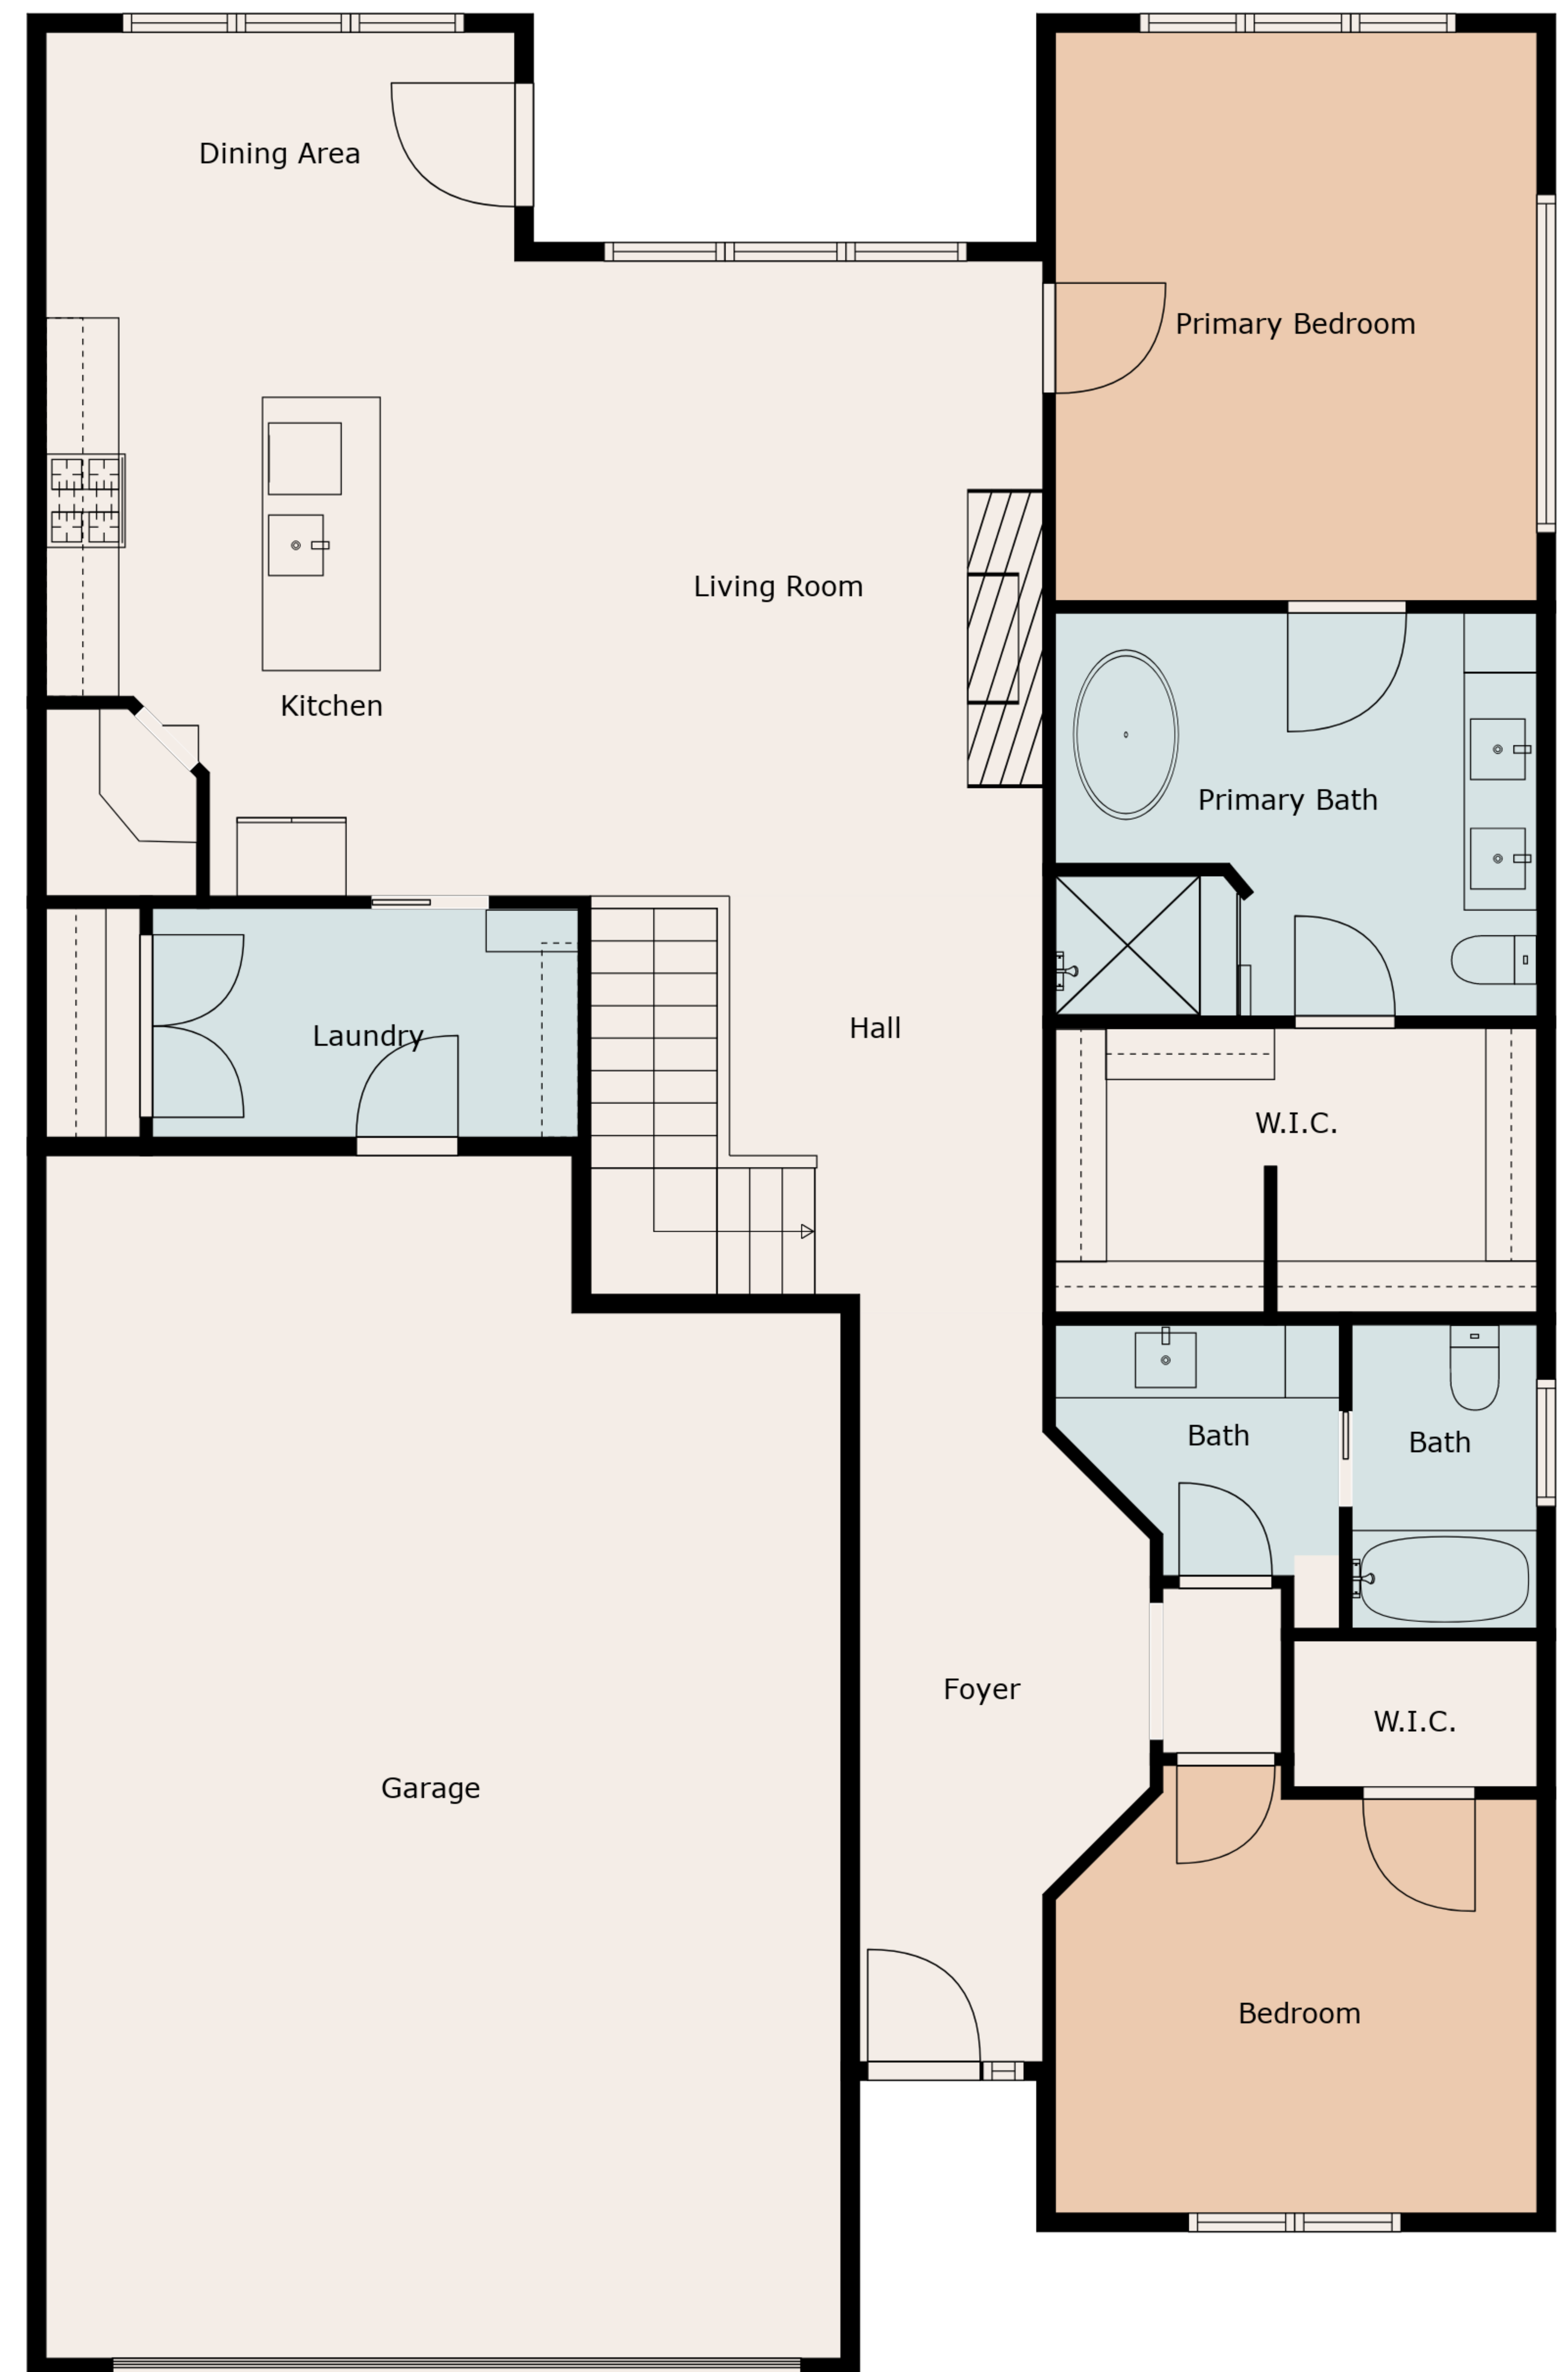 Dining Area
Primary Bedroom
Living Room
Kitchen
Primary Bath
Hall
Laundry
W.I.C.
Bath
Bath
Foyer
W.I.C.
Garage
Bedroom